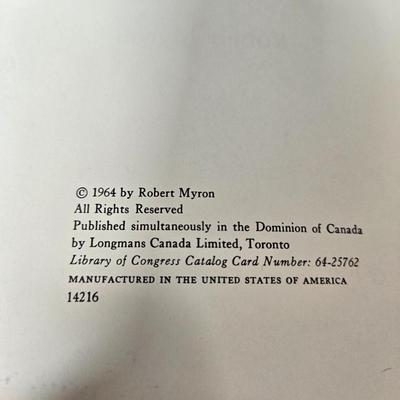 © 1964 by Robert Myron
All Rights Reserved
Published simultaneously in the Dominion of Canada
by Longmans Canada Limited, Toronto
Library of Congress Catalog Card Number: 64-25762
MANUFACTURED IN THE UNITED STATES OF AMERICA
14216